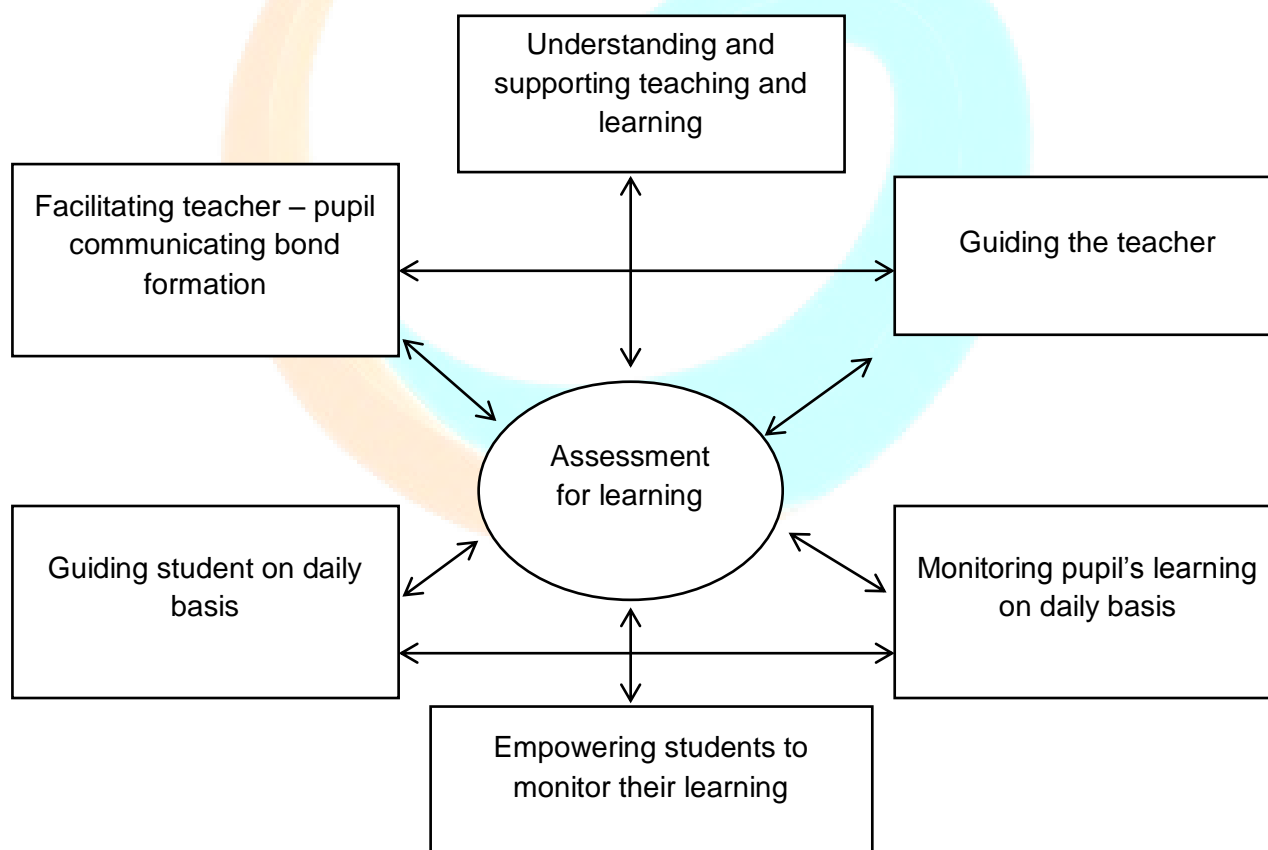 Understanding and
supporting teaching and
learning
Facilitating teacher – pupil
communicating bond
formation
Guiding the teacher
Assessment
for learning
Guiding student on daily
basis
Monitoring pupil's learning
on daily basis
Empowering students to
monitor their learning